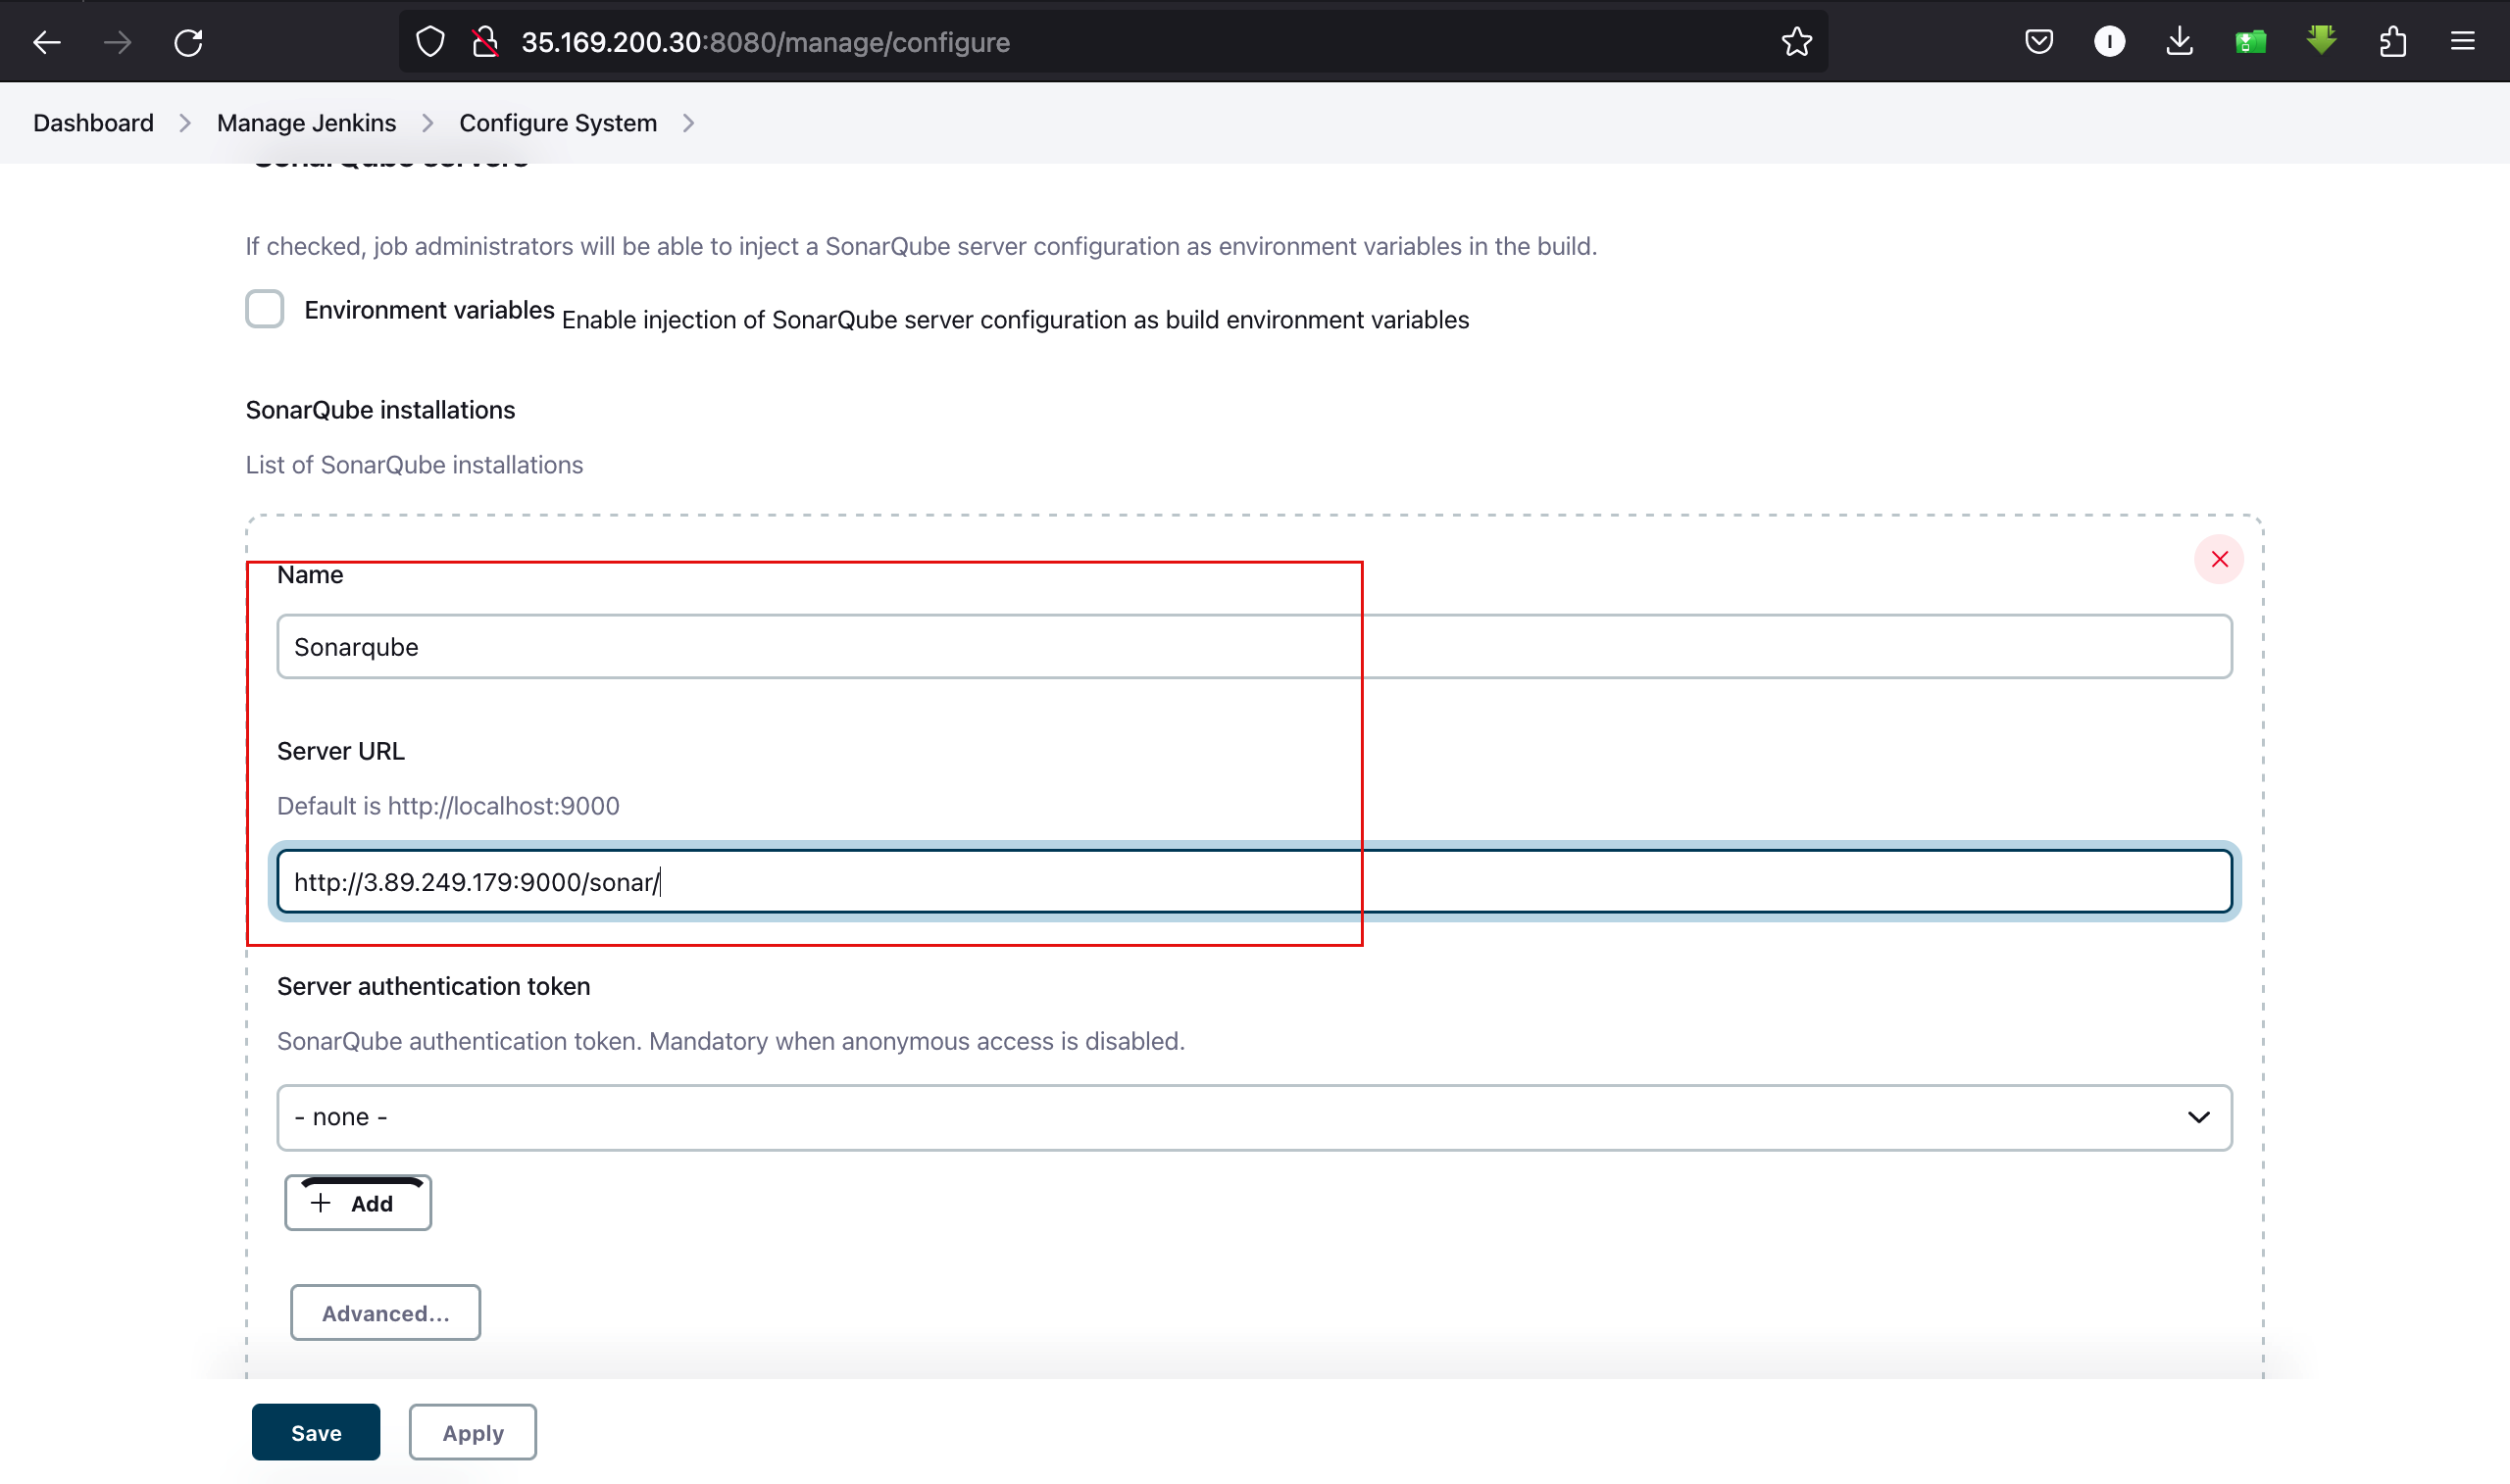 35.169.200.30:8080/manage/configure
Dashboard
Manage Jenkins
Configure System
SonarQube servers
If checked, job administrators will be able to inject a SonarQube server configuration as environment variables in the build.
Environment variables Enable injection of SonarQube server configuration as build environment variables
SonarQube installations
List of SonarQube installations
Name
Sonarqube
Server URL
Default is http://localhost:9000
http://3.89.249.179:9000/sonar/
Server authentication token
SonarQube authentication token. Mandatory when anonymous access is disabled.
- none -
Add
Advanced...
Save
Apply